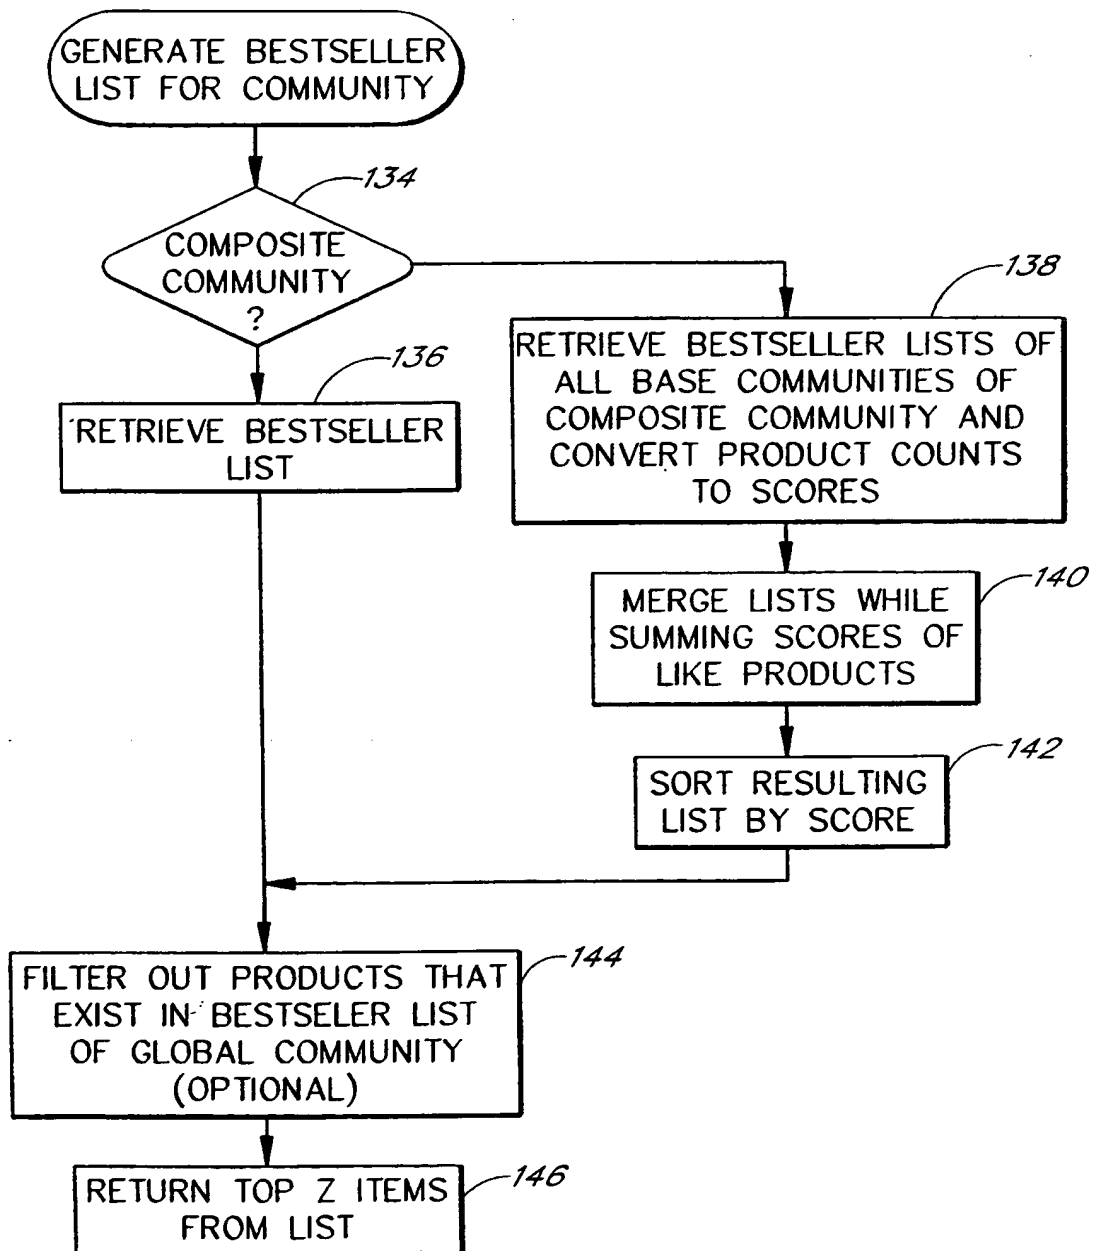 GENERATE BESTSELLER
LIST FOR COMMUNITY
134
COMPOSITE
COMMUNITY
?
138
RETRIEVE BESTSELLER LISTS OF
ALL BASE COMMUNITIES OF
COMPOSITE COMMUNITY AND
CONVERT PRODUCT COUNTS
TO SCORES
136
RETRIEVE BESTSELLER
LIST
140
MERGE LISTS WHILE
SUMMING SCORES OF
LIKE PRODUCTS
142
SORT RESULTING
LIST BY SCORE
144
FILTER OUT PRODUCTS THAT
EXIST IN BESTSELER LIST
OF GLOBAL COMMUNITY
(OPTIONAL)
146
RETURN TOP Z ITEMS
FROM LIST